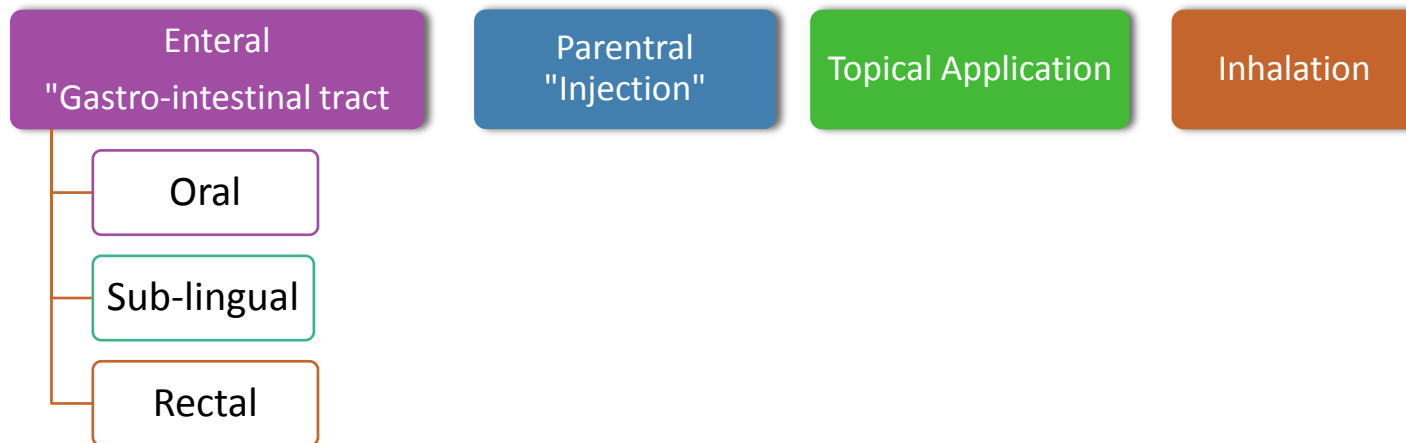 Enteral
"Gastro-intestinal tract
Parentral
"Injection"
Topical Application
Inhalation
Oral
Sub-lingual
Rectal